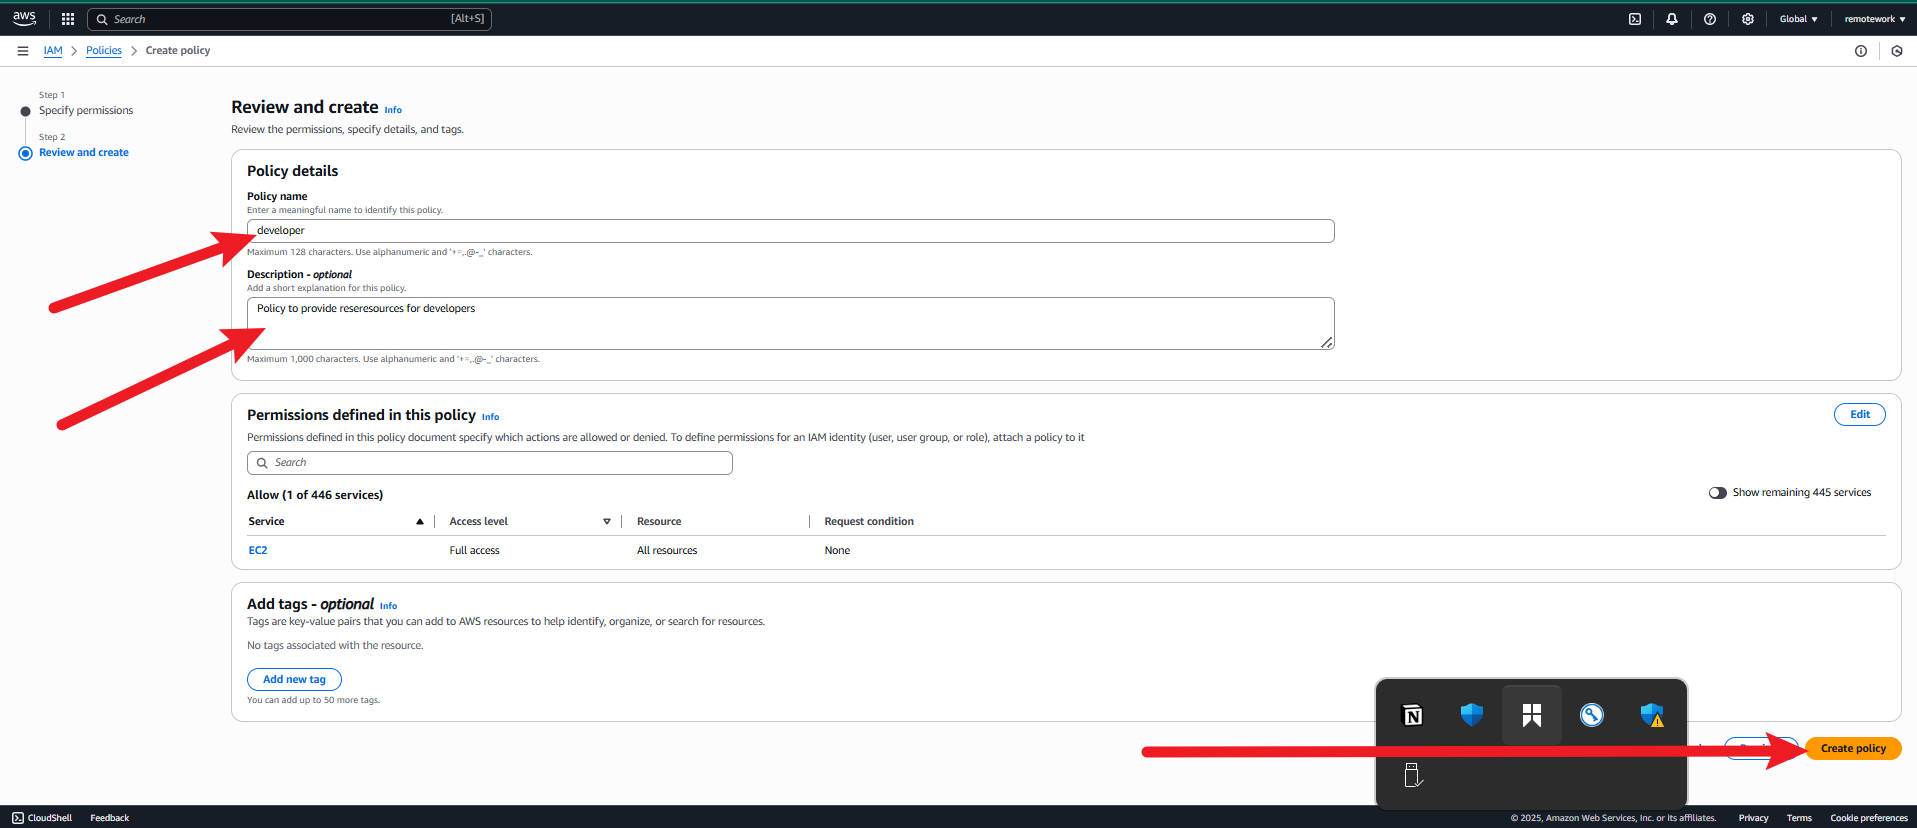 aws
Search [Alt+S]
Global ▼
remotework ▼
IAM > Policies > Create policy
Step 1
Specify permissions
Step 2
Review and create
Review and create Info
Review the permissions, specify details, and tags.
Policy details
Policy name
Enter a meaningful name to identify this policy.
developer
Maximum 128 characters. Use alphanumeric and '+=,.@-_' characters.
Description - optional
Add a short explanation for this policy.
Policy to provide reseresources for developers
Maximum 1,000 characters. Use alphanumeric and '+=,.@-_' characters.
Permissions defined in this policy Info
Edit
Permissions defined in this policy document specify which actions are allowed or denied. To define permissions for an IAM identity (user, user group, or role), attach a policy to it
Search
Allow (1 of 446 services)
Show remaining 445 services
Service Access level Resource Request condition
EC2 Full access All resources None
Add tags - optional Info
Tags are key-value pairs that you can add to AWS resources to help identify, organize, or search for resources.
No tags associated with the resource.
Add new tag
You can add up to 50 more tags.
N
Create policy
CloudShell Feedback
© 2025, Amazon Web Services, Inc. or its affiliates. Privacy Terms Cookie preferences